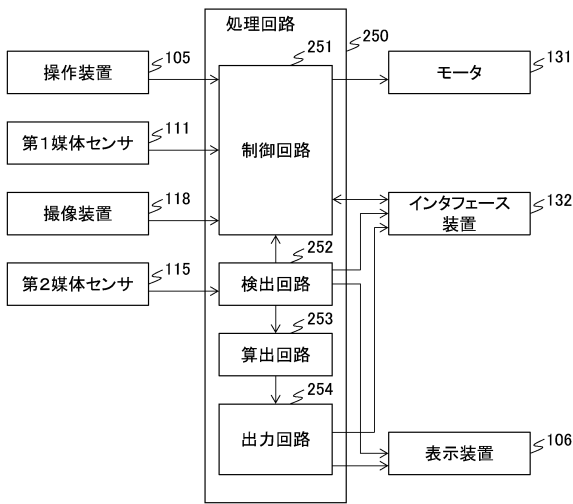 処理回路
250
操作装置
105
251
制御回路
モータ
131
第1媒体センサ
111
撮像装置
118
インタフェース
装置
132
第2媒体センサ
115
検出回路
252
算出回路
253
出力回路
254
表示装置
106